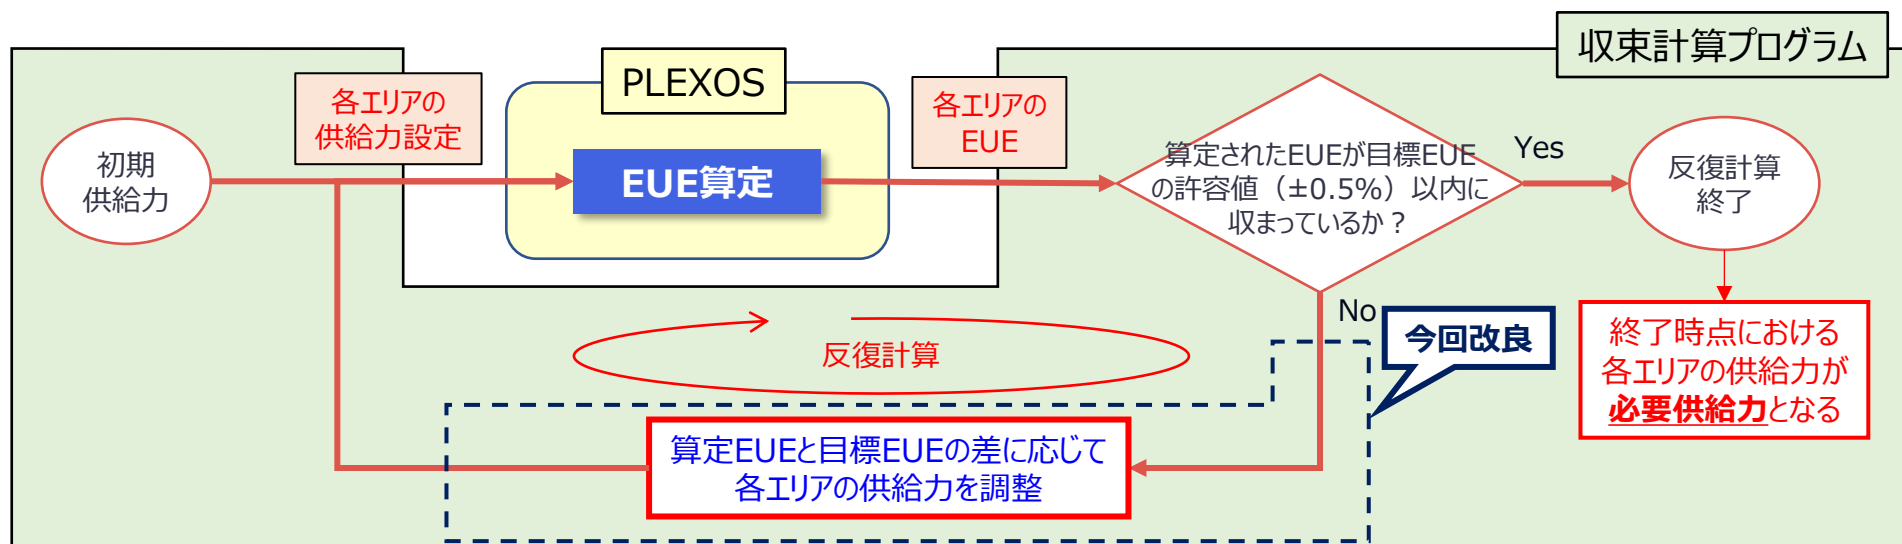 収束計算プログラム
初期
供給力
各エリアの
供給力設定
PLEXOS
EUE算定
各エリアの
EUE
算定されたEUEが目標EUE
の許容値（±0.5%）以内に
収まっているか？
Yes
反復計算
終了
No
今回改良
終了時点における
各エリアの供給力が
必要供給力となる
反復計算
算定EUEと目標EUEの差に応じて
各エリアの供給力を調整